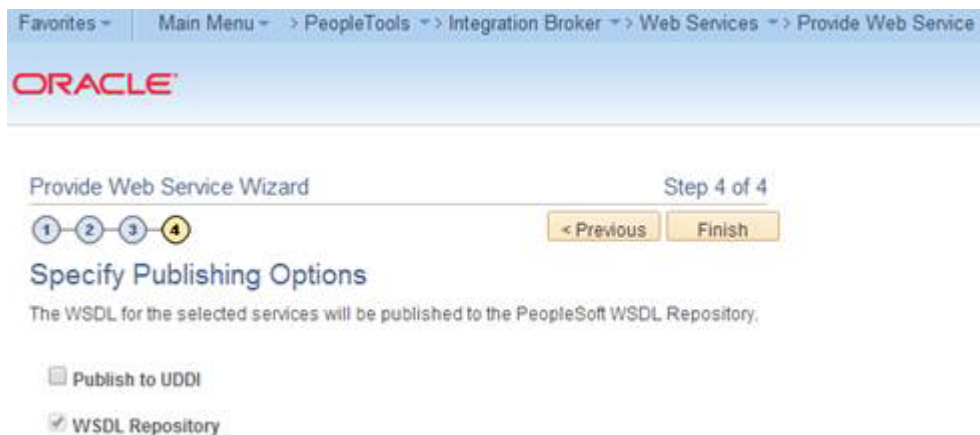 Favorites Main Menu > PeopleTools > Integration Broker > Web Services > Provide Web Service
ORACLE
Provide Web Service Wizard Step 4 of 4
1 2 3 4 < Previous Finish
Specify Publishing Options
The WSDL for the selected services will be published to the PeopleSoft WSDL Repository.
Publish to UDDI
WSDL Repository